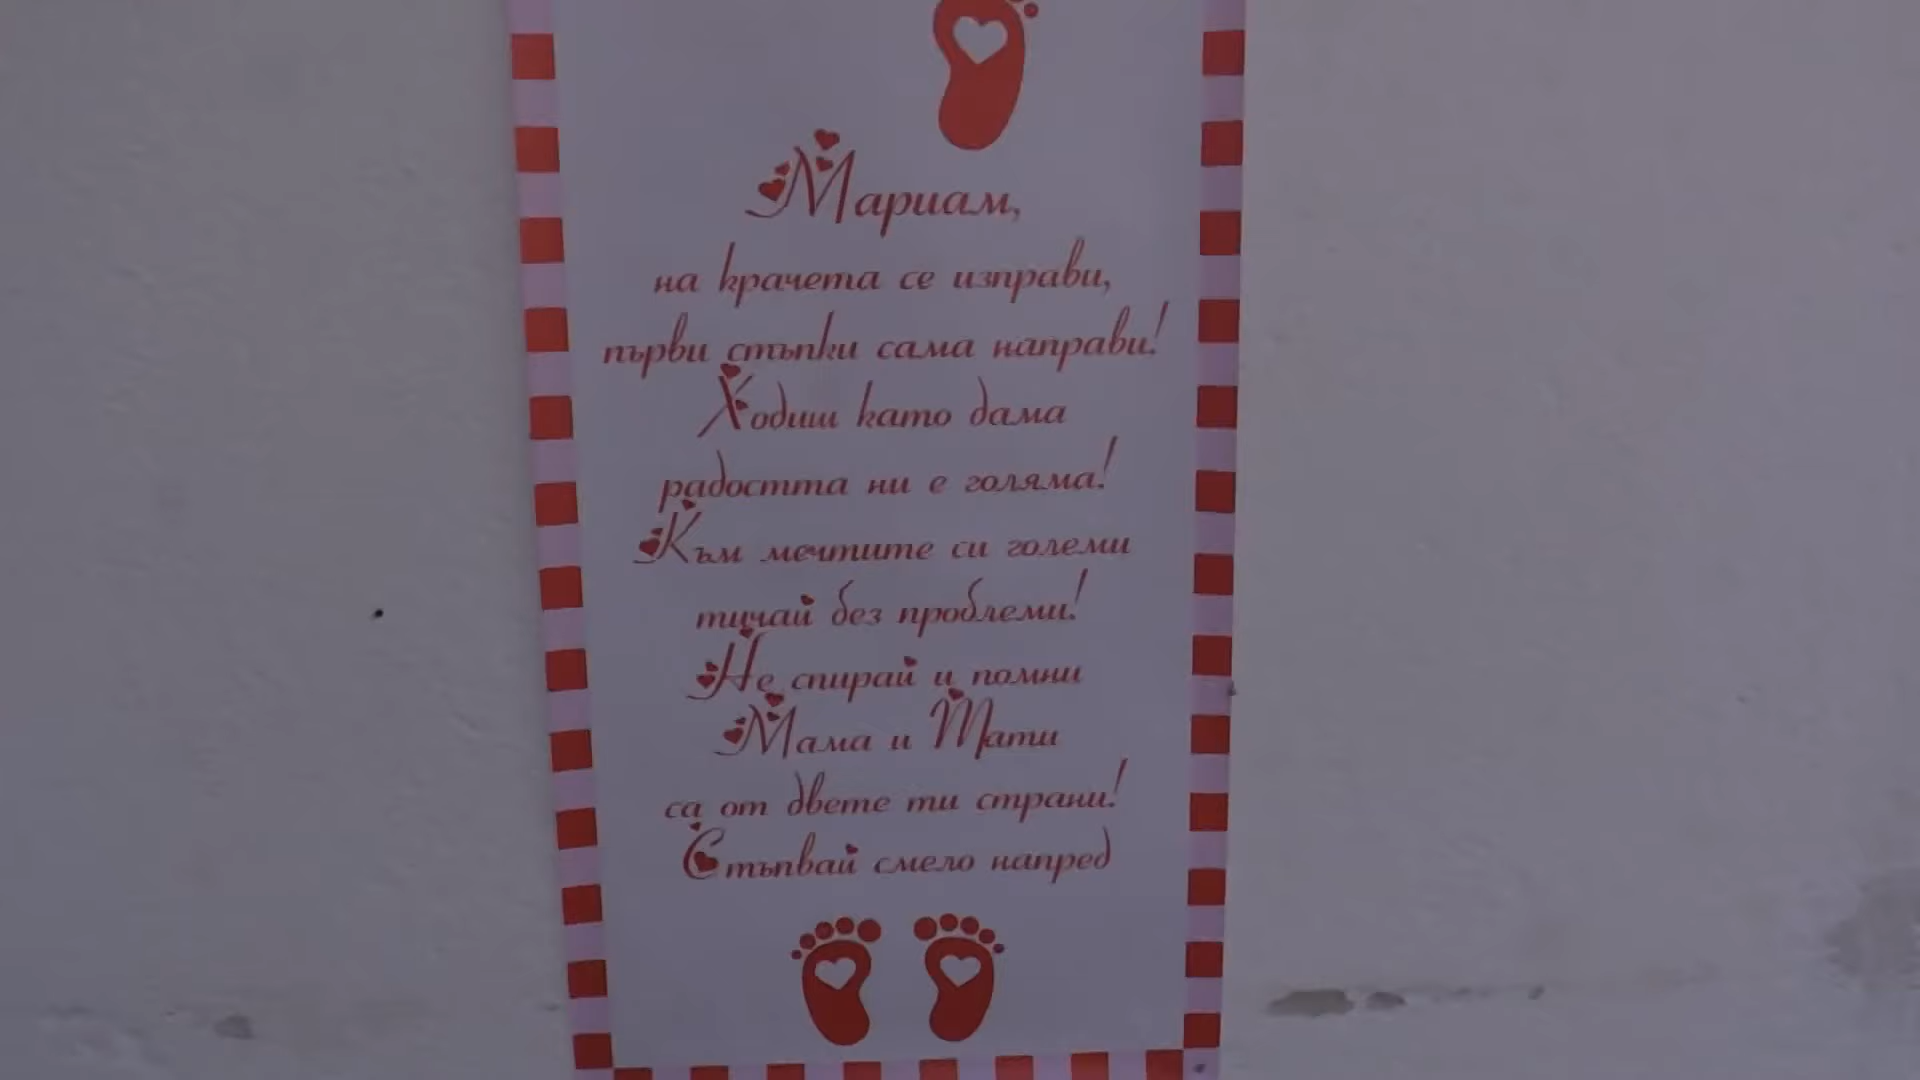 Мариам,
на крачета се изправи,
първи стъпки сама направи!
Ходиш като дама
радостта ни е голяма!
Към мечтите си големи
тичай без проблеми!
Не спирай и помни
Мама и Тати
са от двете ти страни!
Стъпвай смело напред